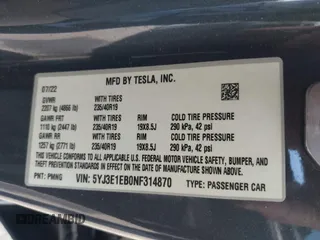 MFD BY TESLA, INC.
07/22
GVWR WITH TIRES
2207 kg (4866 lb) 235/40R19
GAWR FRT WITH TIRES RIM COLD TIRE PRESSURE
1110 kg (2447 lb) 235/40R19 19X8.5J 290 kPa, 42 psi
GAWR RR WITH TIRES RIM COLD TIRE PRESSURE
1257 kg (2771 lb) 235/40R19 19X8.5J 290 kPa, 42 psi
THIS VEHICLE CONFORMS TO ALL APPLICABLE FEDERAL MOTOR VEHICLE SAFETY, BUMPER, AND
THEFT PREVENTION STANDARDS IN EFFECT ON THE DATE OF MANUFACTURE SHOWN ABOVE
PMT: PMNG VIN: 5YJ3E1EB0NF314870 TYPE: PASSENGER CAR
AUTOBIDMASTER